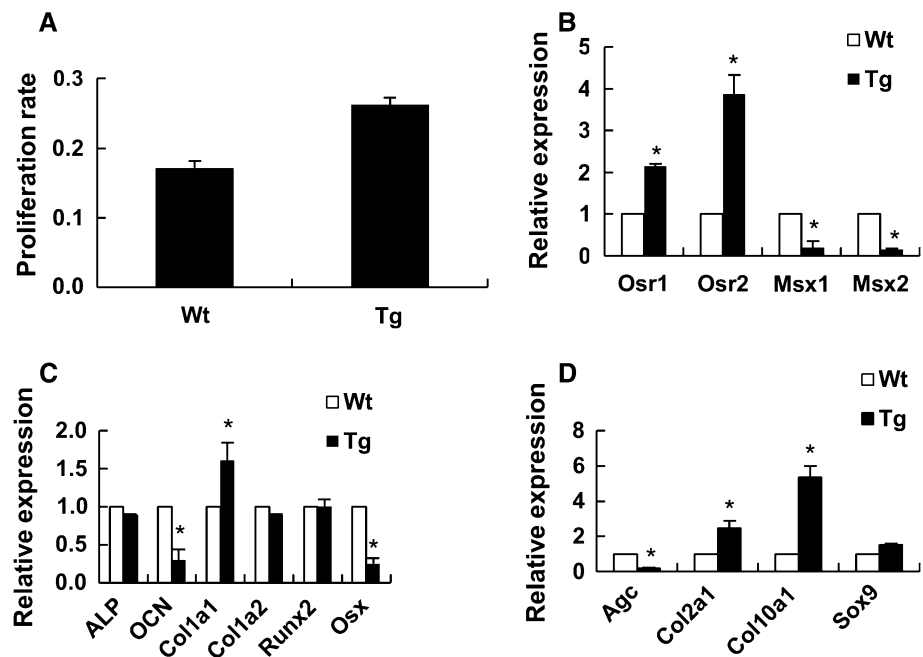 A
Proliferation rate
0.3
0.2
0.1
0.0
Wt
Tg
B
Relative expression
Wt
Tg
5
4
3
2
1
0
*
*
*
*
Osr1
Osr2
Msx1
Msx2
C
Relative expression
Wt
Tg
2.0
1.5
1.0
0.5
0.0
*
*
*
ALP
OCN
Col1a1
Col1a2
Runx2
Osx
D
Relative expression
Wt
Tg
8
6
4
2
0
*
*
*
Agc
Col2a1
Col10a1
Sox9